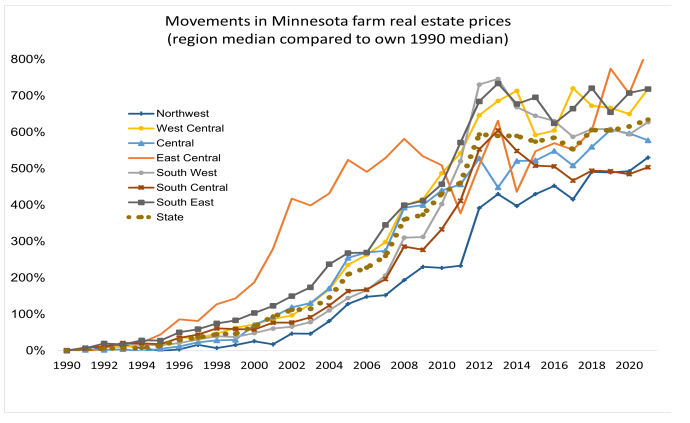 Movements in Minnesota farm real estate prices
(region median compared to own 1990 median)
800%
700%
600%
500%
400%
300%
200%
100%
0%
Northwest
West Central
Central
East Central
South West
South Central
South East
State
1990 1992 1994 1996 1998 2000 2002 2004 2006 2008 2010 2012 2014 2016 2018 2020